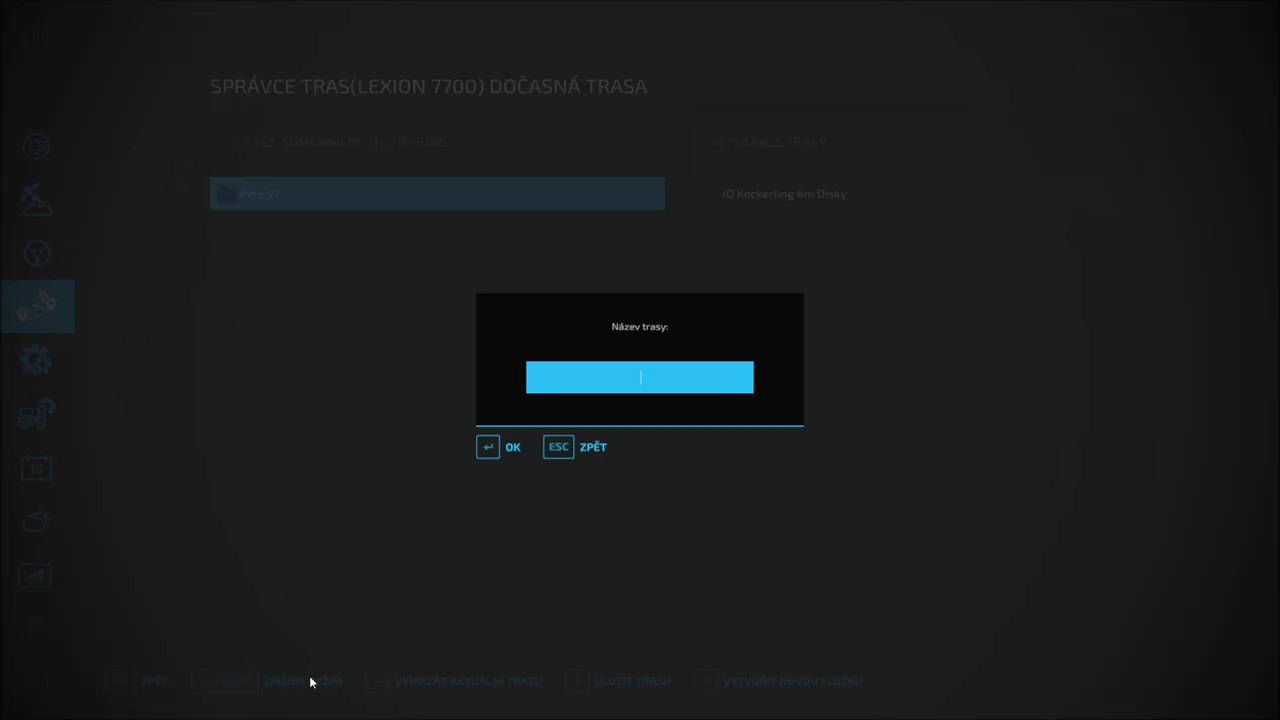 SPRÁVCE TRAS(LEXION 7700) DOČASNÁ TRASA
Pole 97
JD Kockerling 6m Disky
Název trasy:
OK
ESC ZPĚT
15
ZPĚT
VYMAZAT AKTUÁLNÍ TRASU
ULOŽIT TRASU
VYTVOŘIT NOVOU SLOŽKU